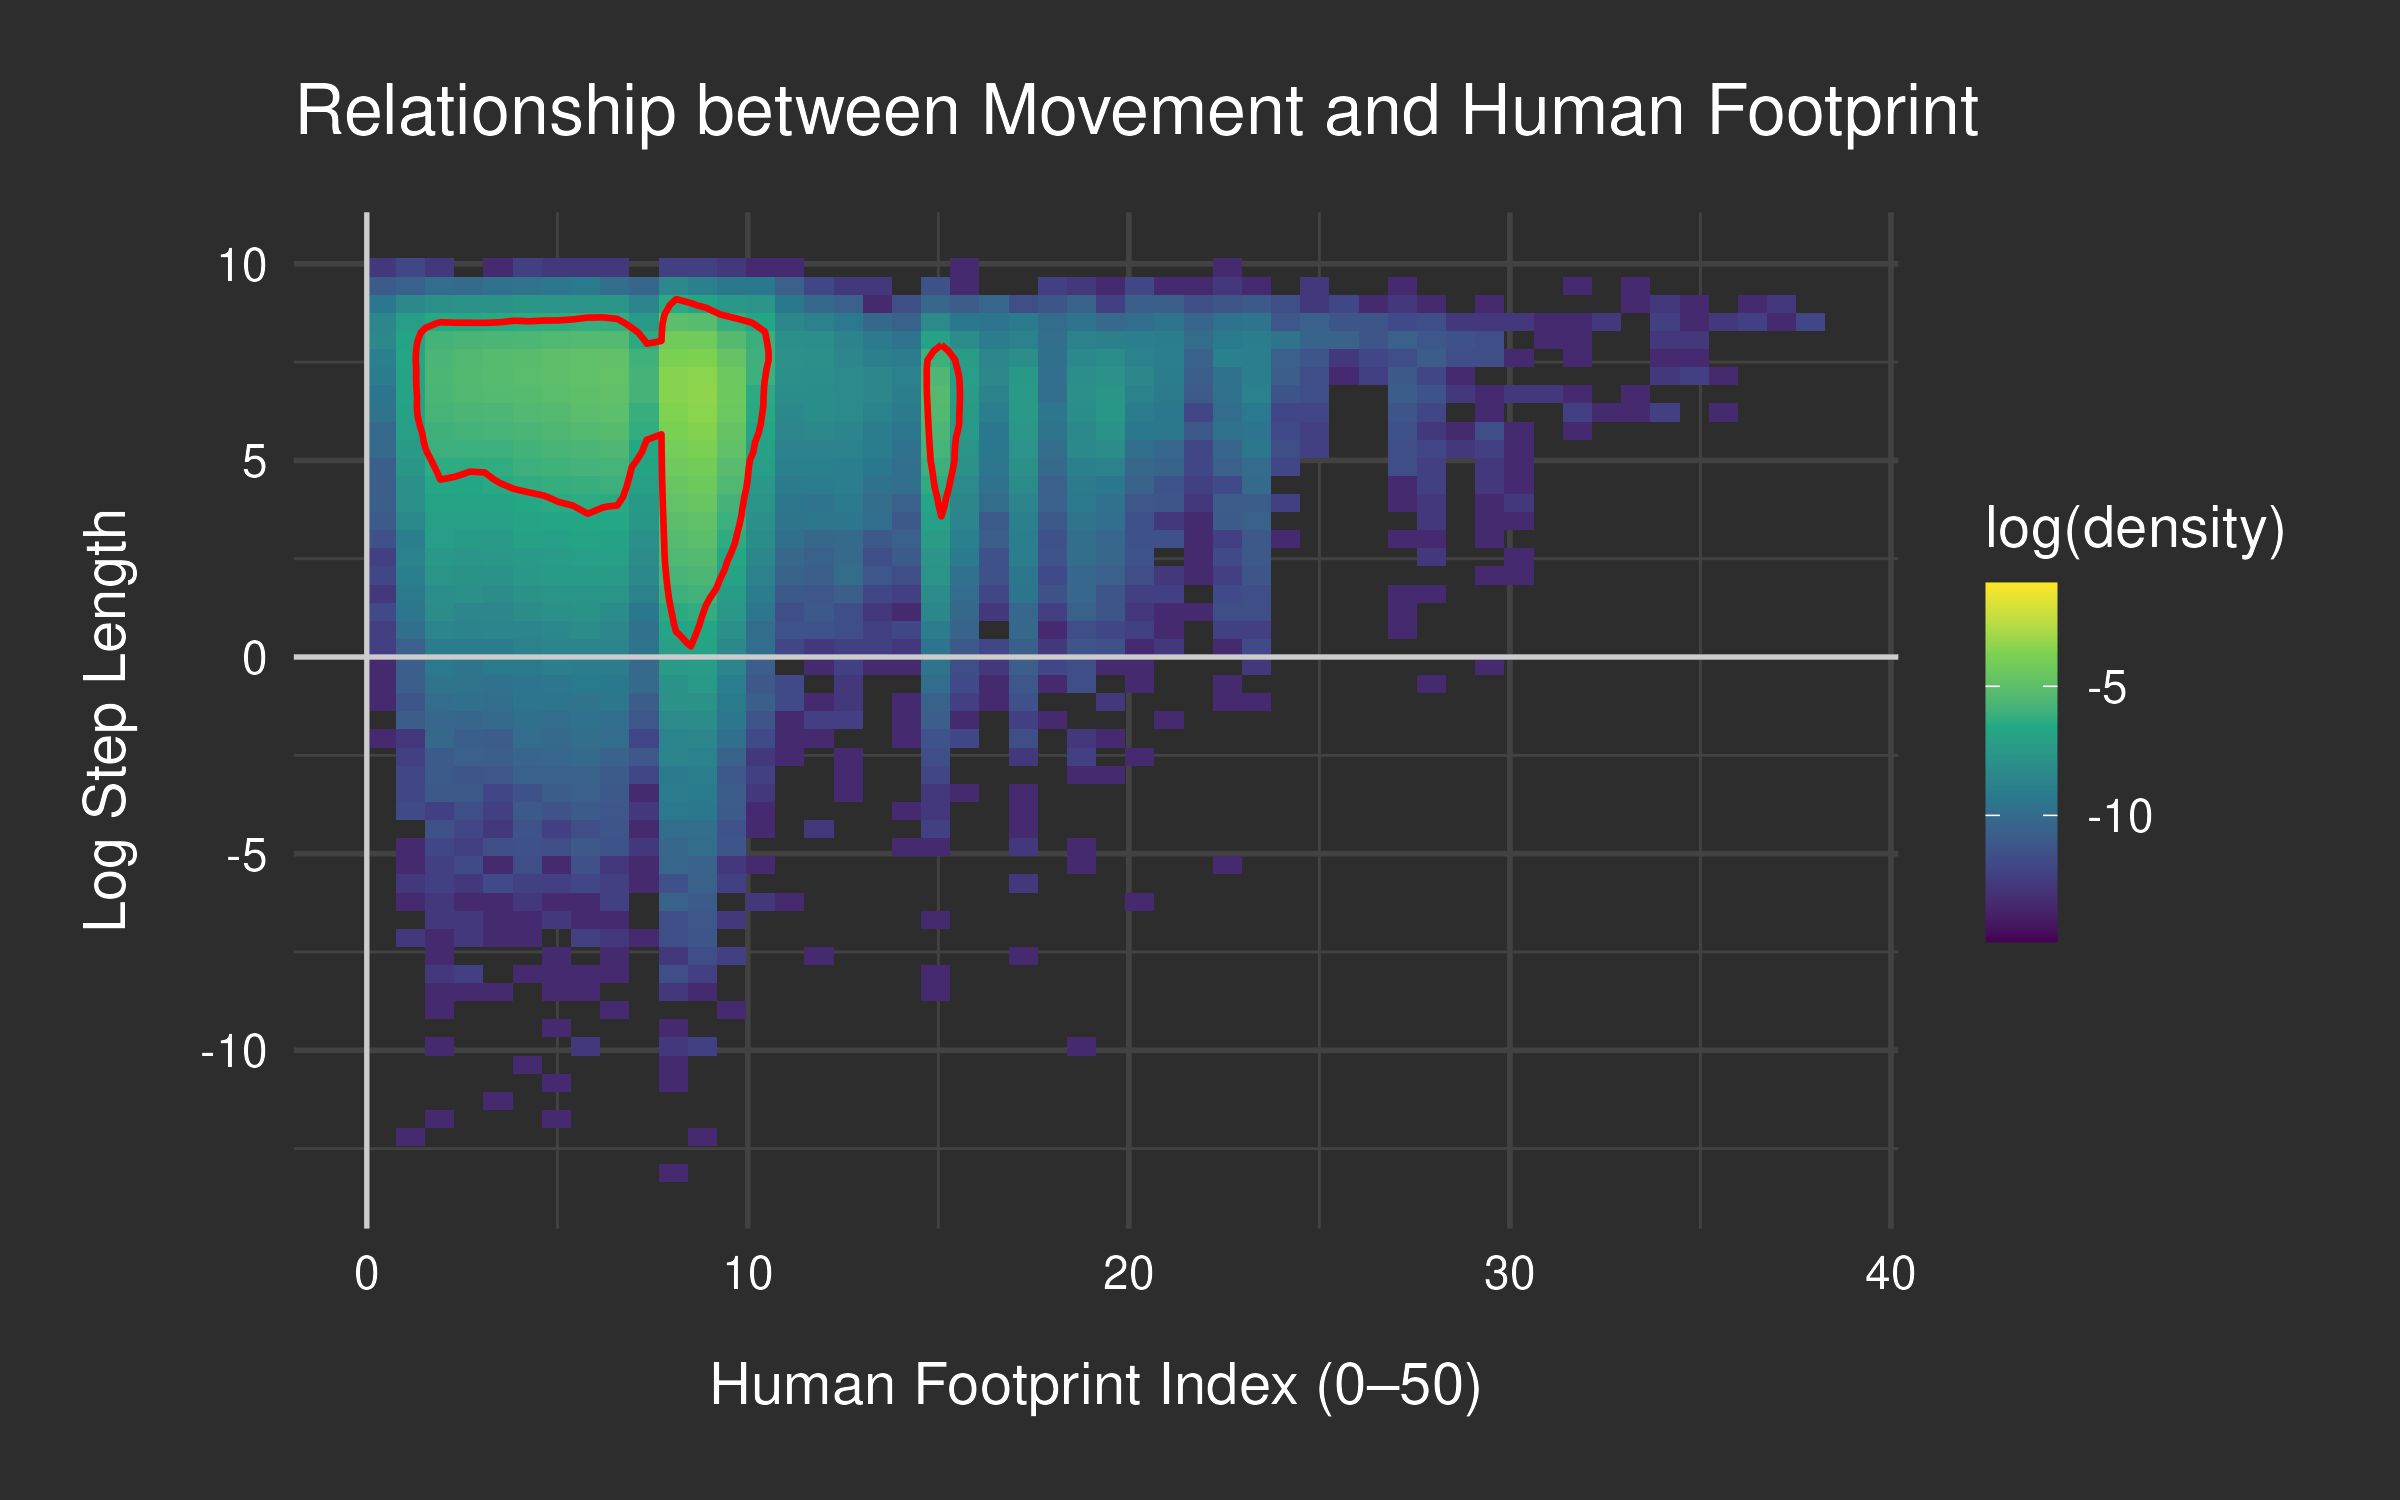 Relationship between Movement and Human Footprint
10
5
0
-5
-10
Log Step Length
0 10 20 30 40
Human Footprint Index (0–50)
log(density)
-5
-10